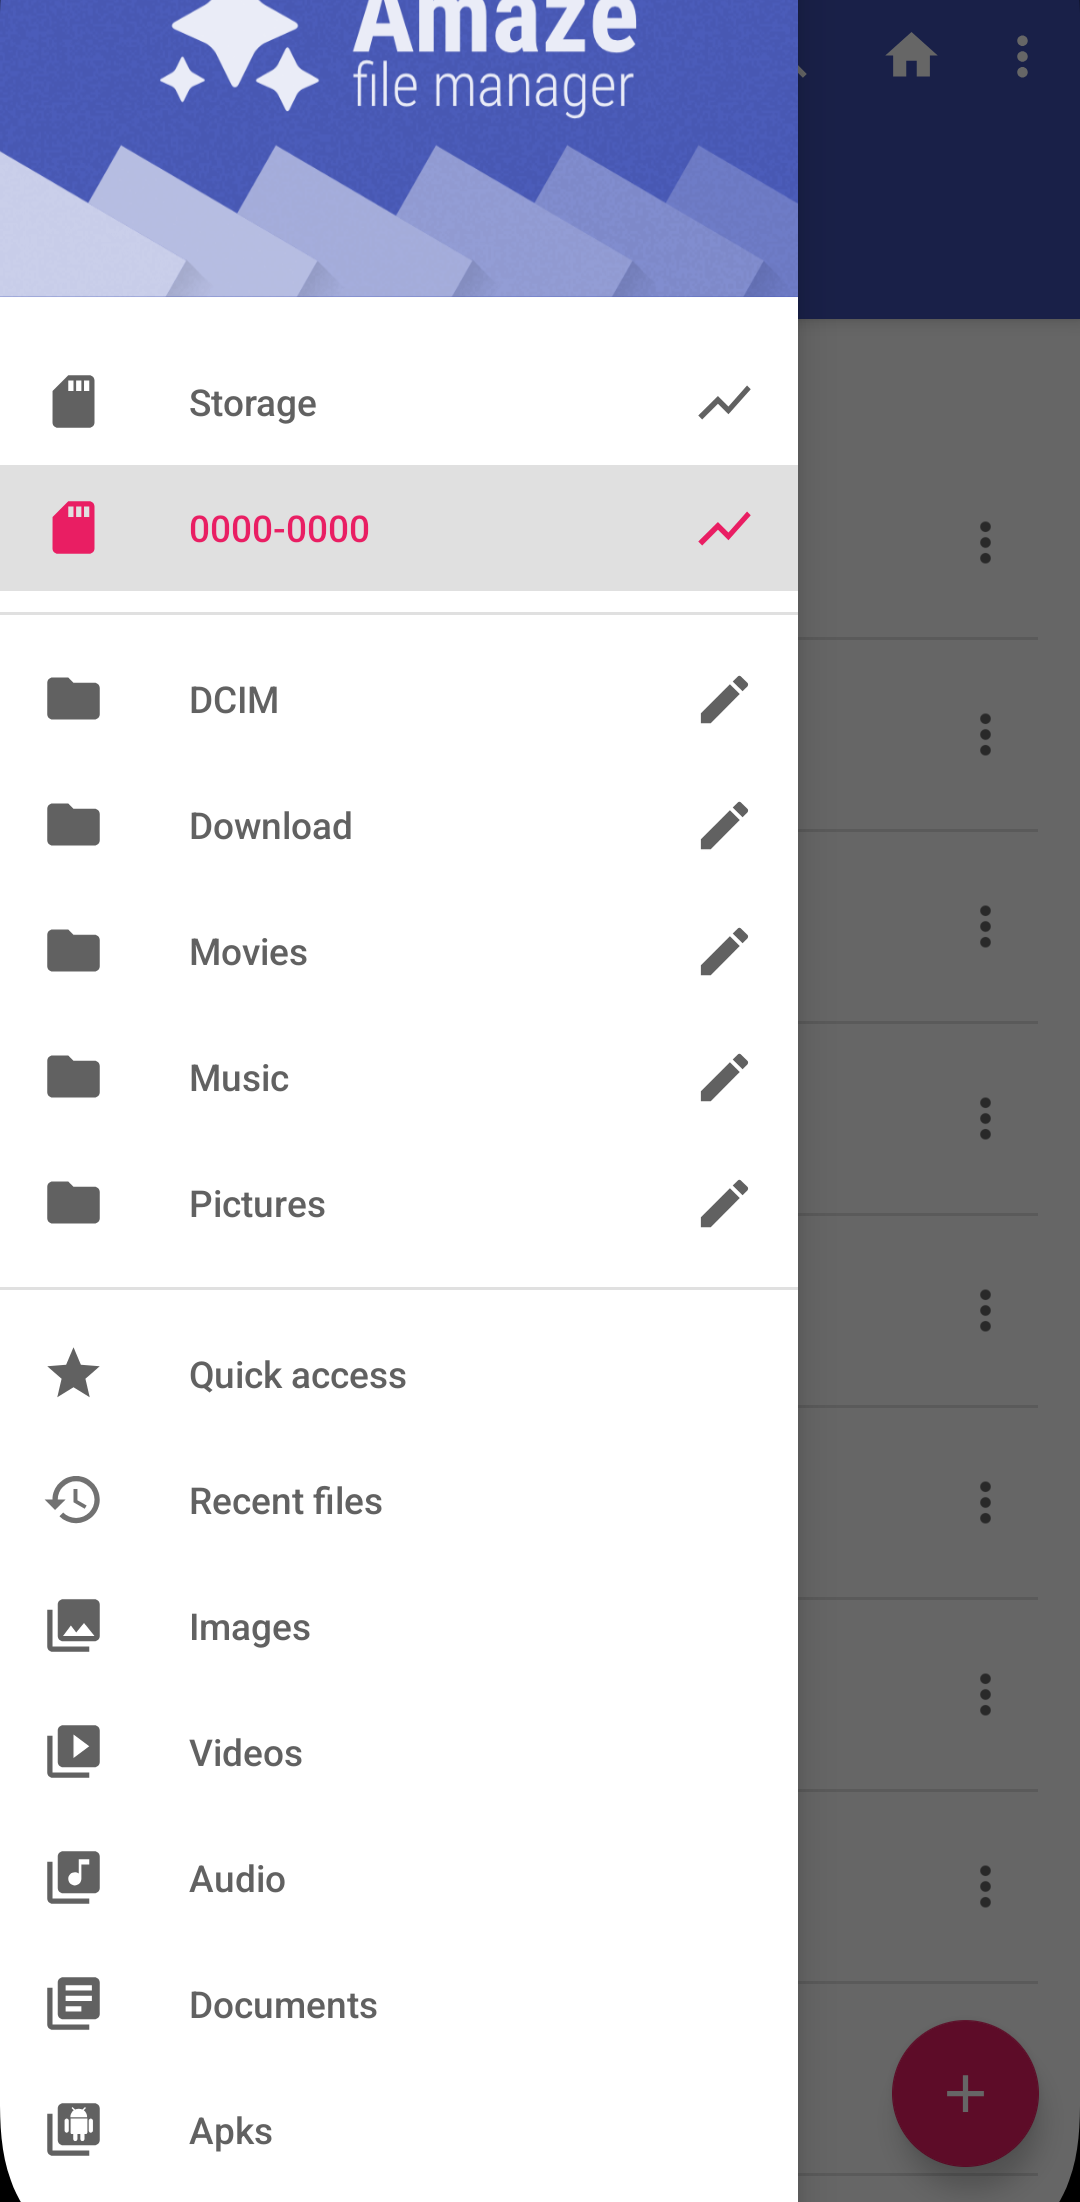 Amaze
file manager
Storage
0000-0000
DCIM
Download
Movies
Music
Pictures
Quick access
Recent files
Images
Videos
Audio
Documents
Apks